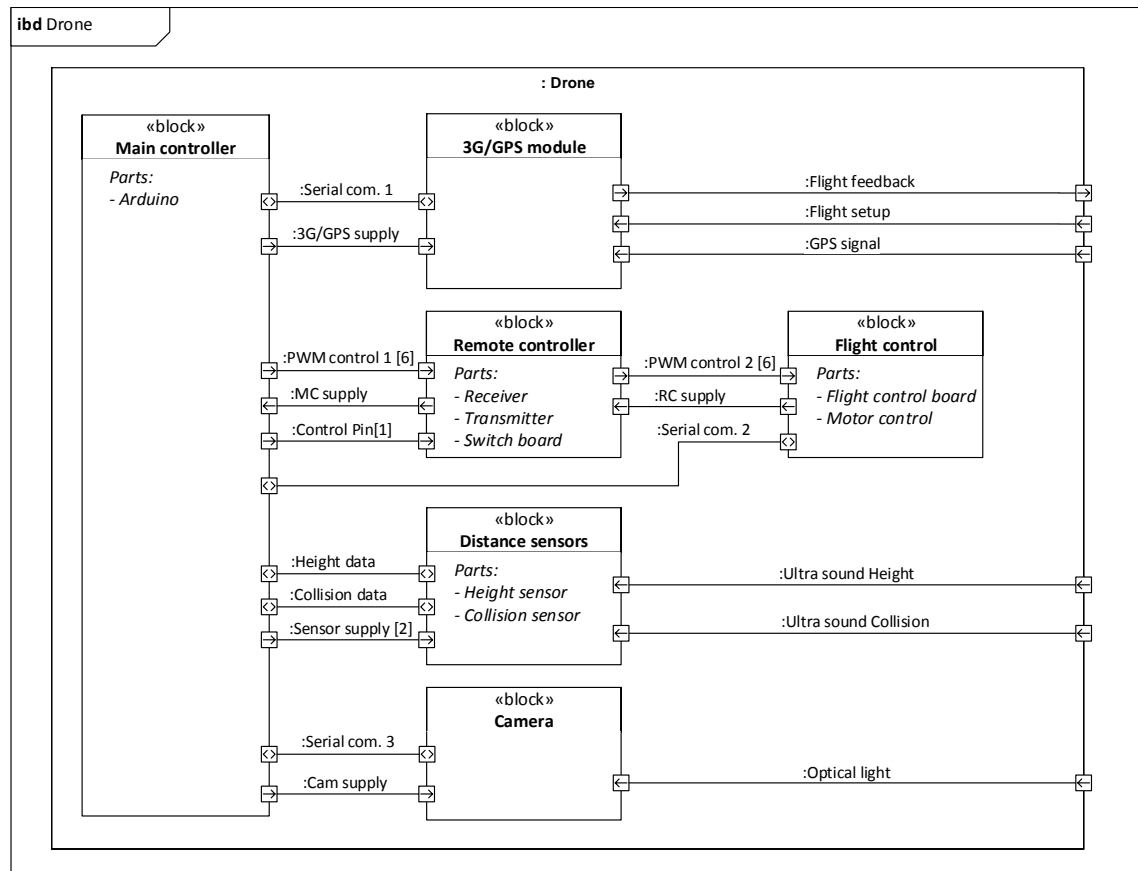 ibd Drone
: Drone
«block»
Main controller
Parts:
- Arduino
«block»
3G/GPS module
:Serial com. 1
:3G/GPS supply
:Flight feedback
:Flight setup
:GPS signal
«block»
Remote controller
Parts:
- Receiver
- Transmitter
- Switch board
:PWM control 1 [6]
:MC supply
:Control Pin[1]
:PWM control 2 [6]
:RC supply
:Serial com. 2
«block»
Flight control
Parts:
- Flight control board
- Motor control
«block»
Distance sensors
Parts:
- Height sensor
- Collision sensor
:Height data
:Collision data
:Sensor supply [2]
:Ultra sound Height
:Ultra sound Collision
«block»
Camera
:Serial com. 3
:Cam supply
:Optical light